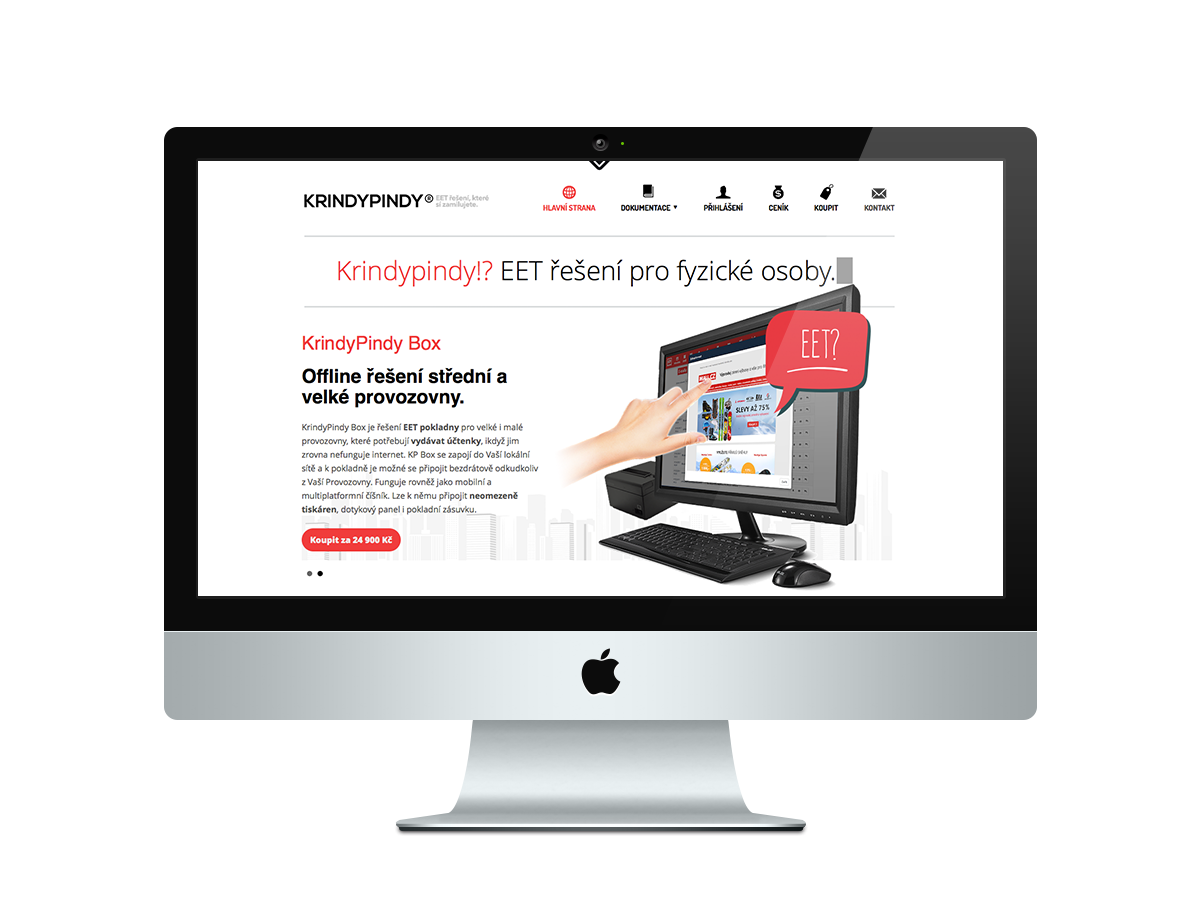 KRINDYPINDY® EET řešení, které
si zamilujete.
HLAVNÍ STRANA DOKUMENTACE ▼ PŘIHLÁŠENÍ CENÍK KOUPIT KONTAKT
Krindypindy!? EET řešení pro fyzické osoby.
KrindyPindy Box
Offline řešení střední a
velké provozovny.
KrindyPindy Box je řešení EET pokladny pro velké i malé
provozovny, které potřebují vydávat účtenky, ikdyž jim
zrovna nefunguje internet. KP Box se zapojí do Vaší lokální
sítě a k pokladně je možné se připojit bezdrátově odkudkoliv
z Vaší Provozovny. Funguje rovněž jako mobilní a
multiplatformní číšník. Lze k němu připojit neomezeně
tiskáren, dotykový panel i pokladní zásuvku.
Koupit za 24 900 Kč
EET?
SLEVY AŽ 75%